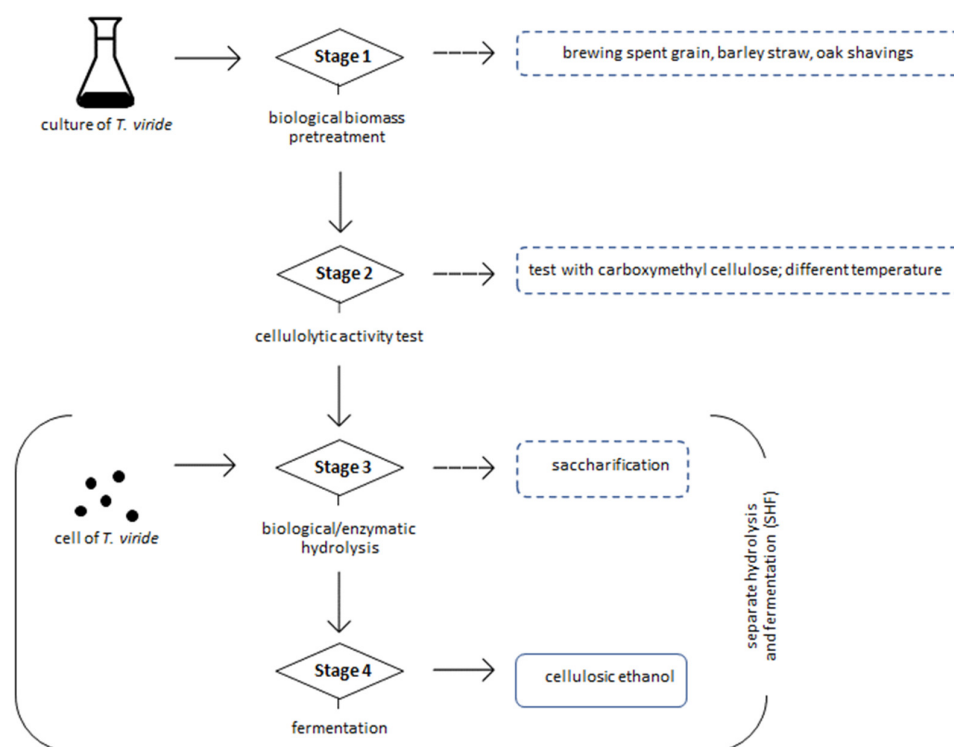 Stage 1
brewing spent grain, barley straw, oak shavings
culture of T. viride
biological biomass
pretreatment
Stage 2
test with carboxymethyl cellulose; different temperature
cellulolytic activity test
Stage 3
saccharification
cell of T. viride
biological/enzymatic
hydrolysis
separate hydrolysis
and fermentation (SHF)
Stage 4
cellulosic ethanol
fermentation